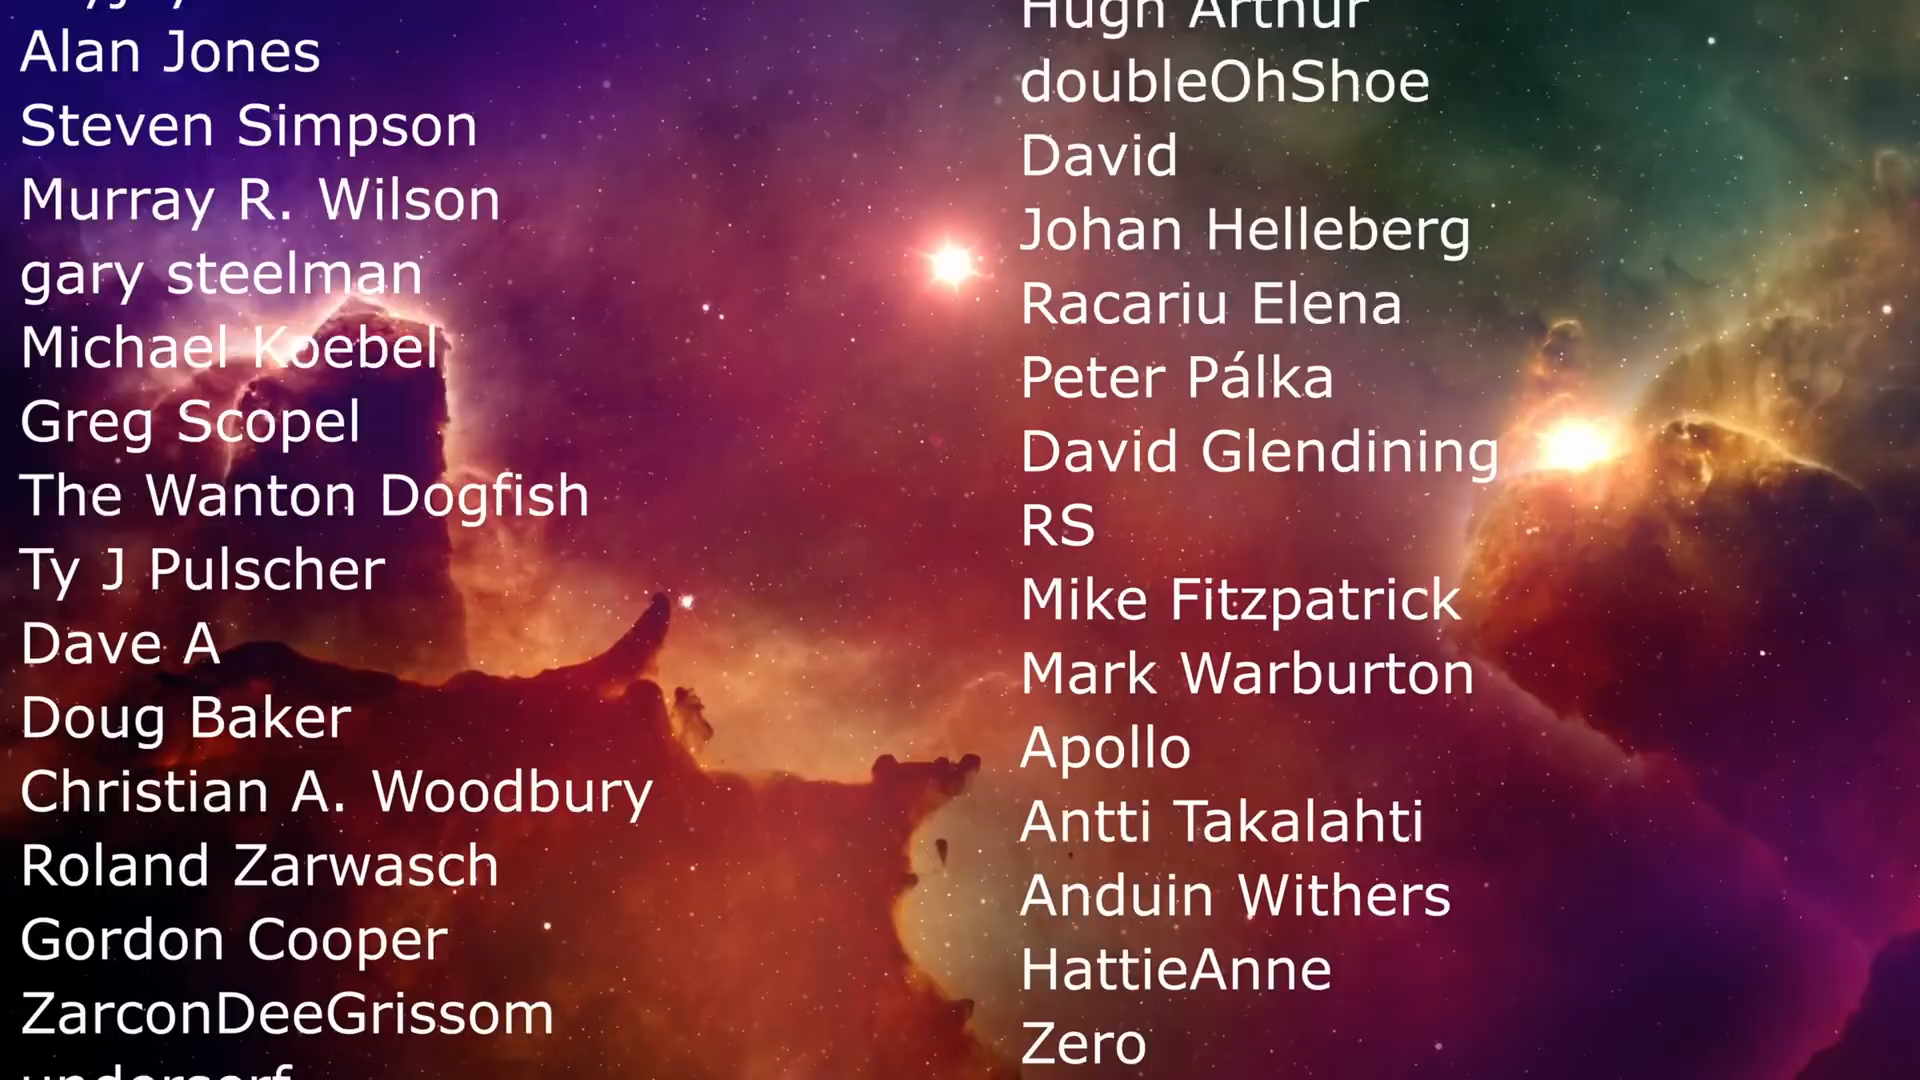 Alan Jones
Steven Simpson
Murray R. Wilson
gary steelman
Michael Koebel
Greg Scopel
The Wanton Dogfish
Ty J Pulscher
Dave A
Doug Baker
Christian A. Woodbury
Roland Zarwasch
Gordon Cooper
ZarconDeeGrissom
Hugh Arthur
doubleOhShoe
David
Johan Helleberg
Racariu Elena
Peter Pálka
David Glendining
RS
Mike Fitzpatrick
Mark Warburton
Apollo
Antti Takalahti
Anduin Withers
HattieAnne
Zero